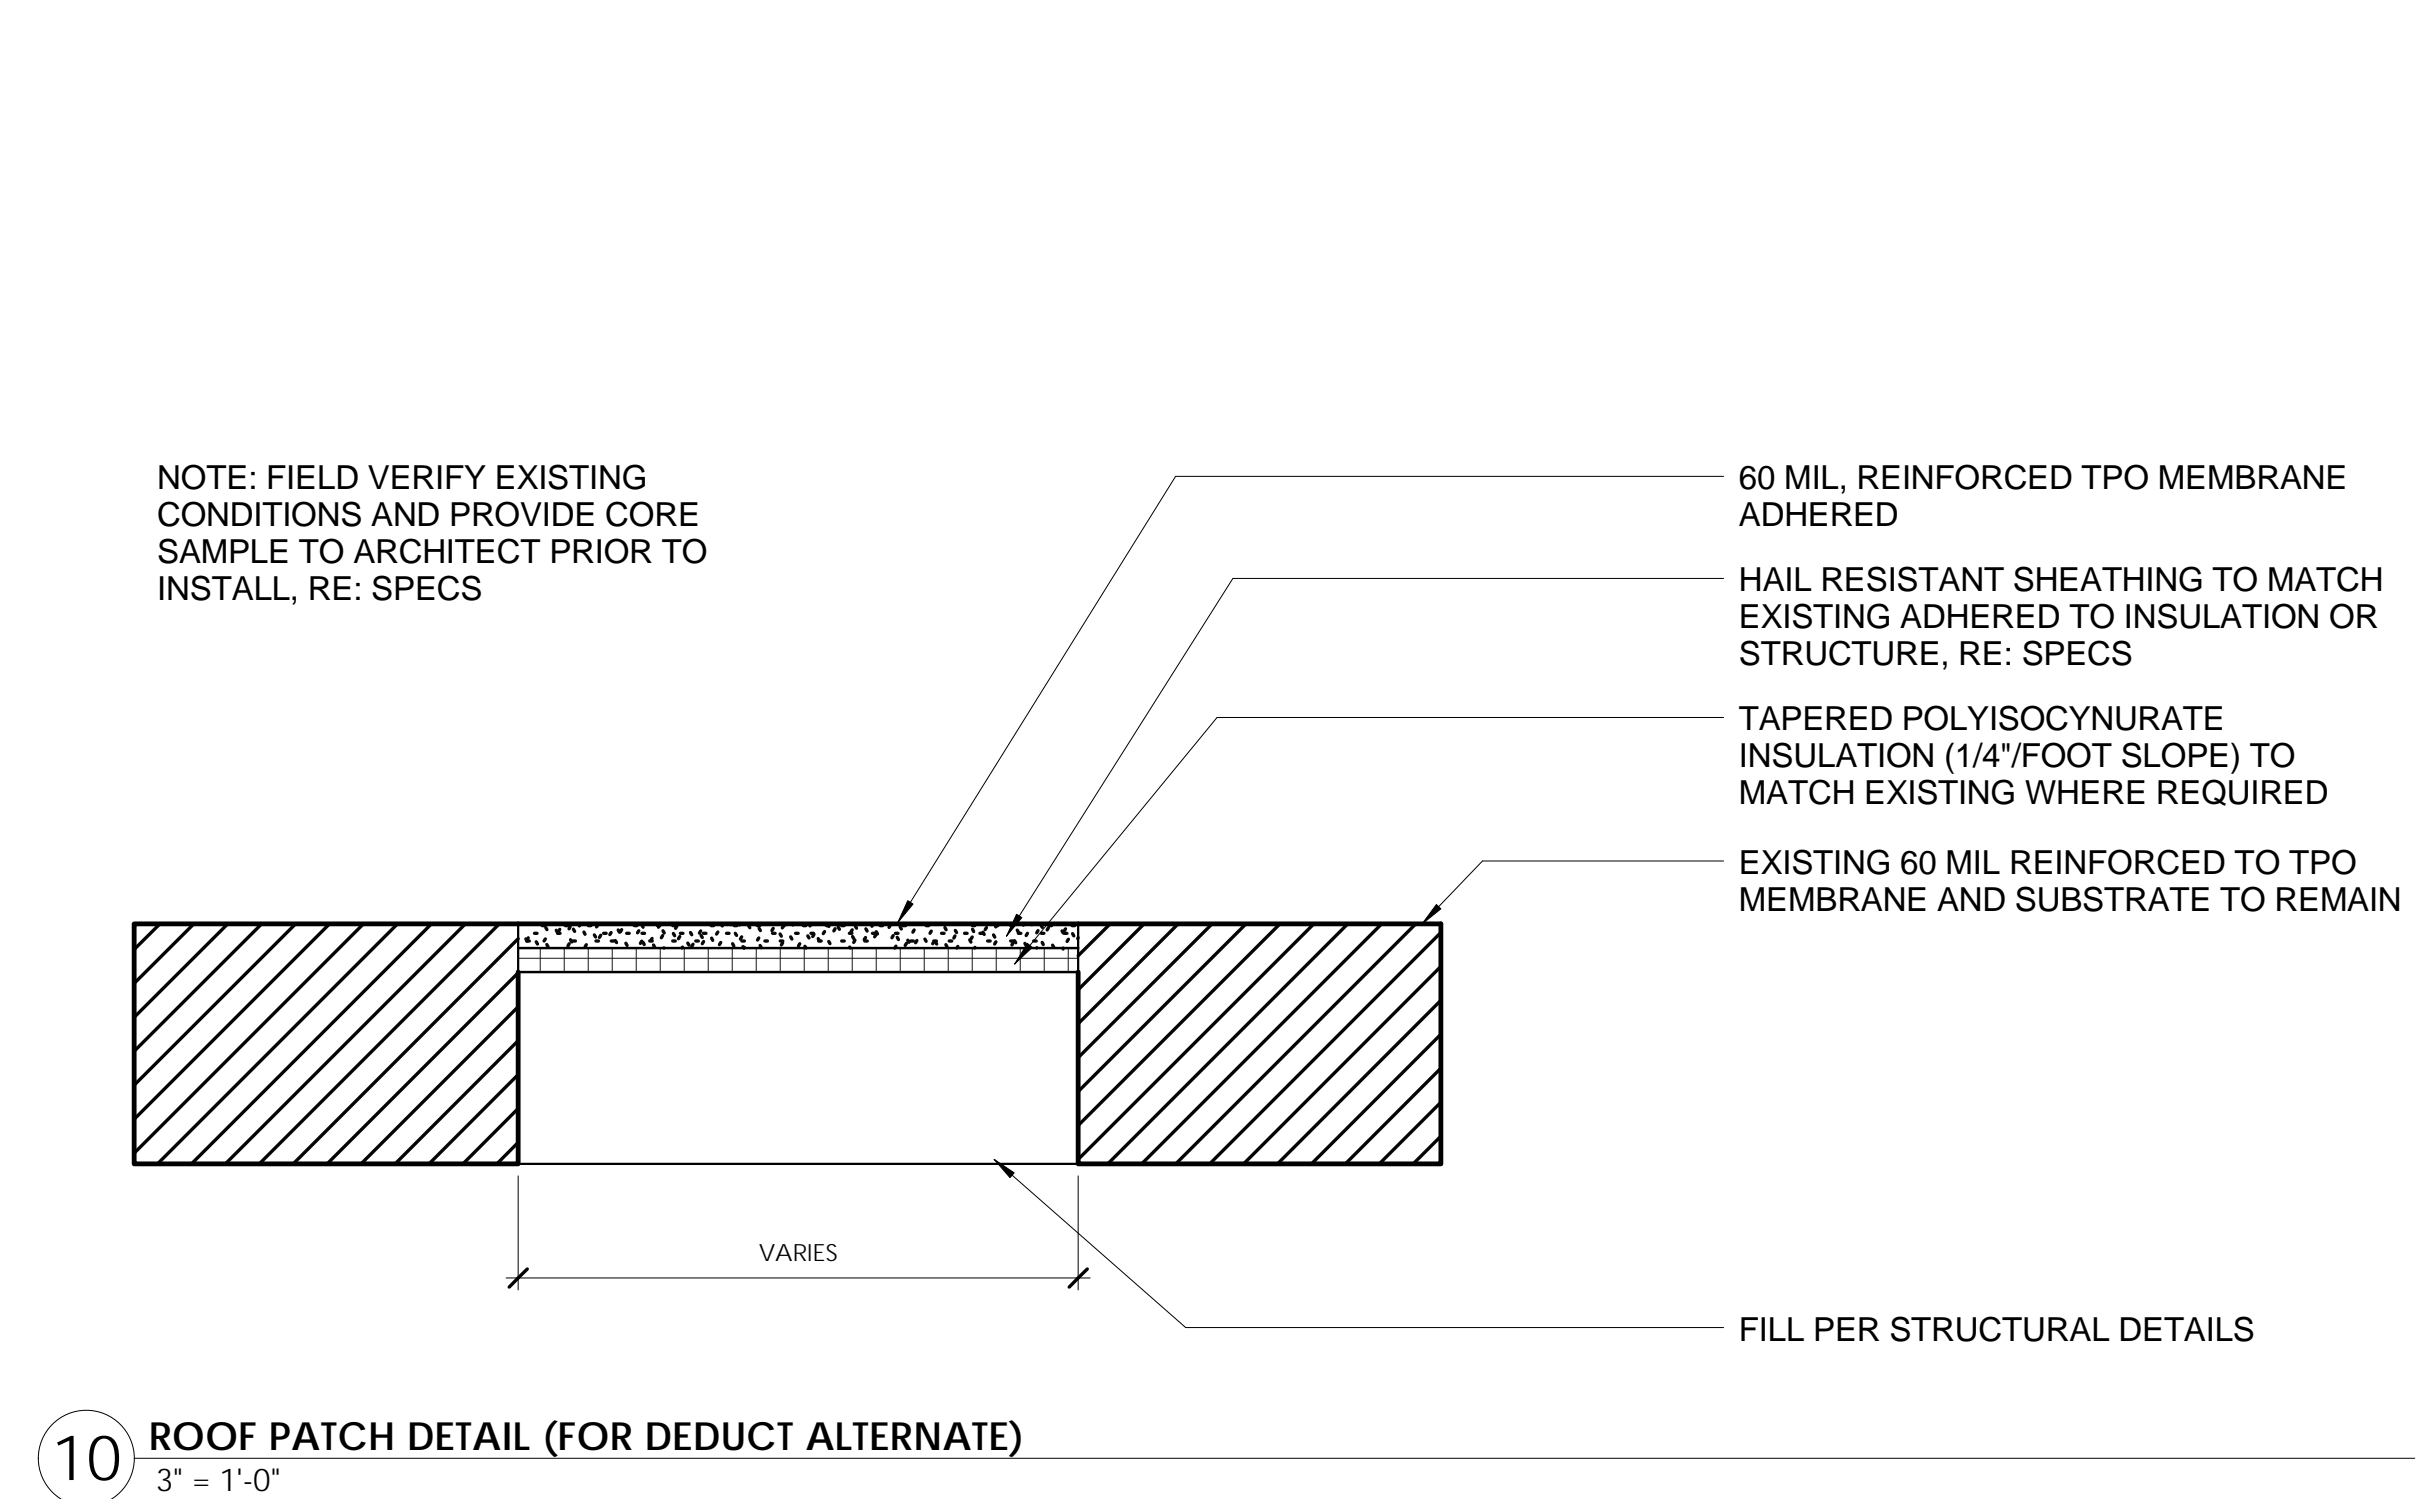 NOTE: FIELD VERIFY EXISTING
CONDITIONS AND PROVIDE CORE
SAMPLE TO ARCHITECT PRIOR TO
INSTALL, RE: SPECS
60 MIL, REINFORCED TPO MEMBRANE
ADHERED
HAIL RESISTANT SHEATHING TO MATCH
EXISTING ADHERED TO INSULATION OR
STRUCTURE, RE: SPECS
TAPERED POLYISOCYNURATE
INSULATION (1/4"/FOOT SLOPE) TO
MATCH EXISTING WHERE REQUIRED
EXISTING 60 MIL REINFORCED TO TPO
MEMBRANE AND SUBSTRATE TO REMAIN
VARIES
FILL PER STRUCTURAL DETAILS
10
ROOF PATCH DETAIL (FOR DEDUCT ALTERNATE)
3" = 1'-0"